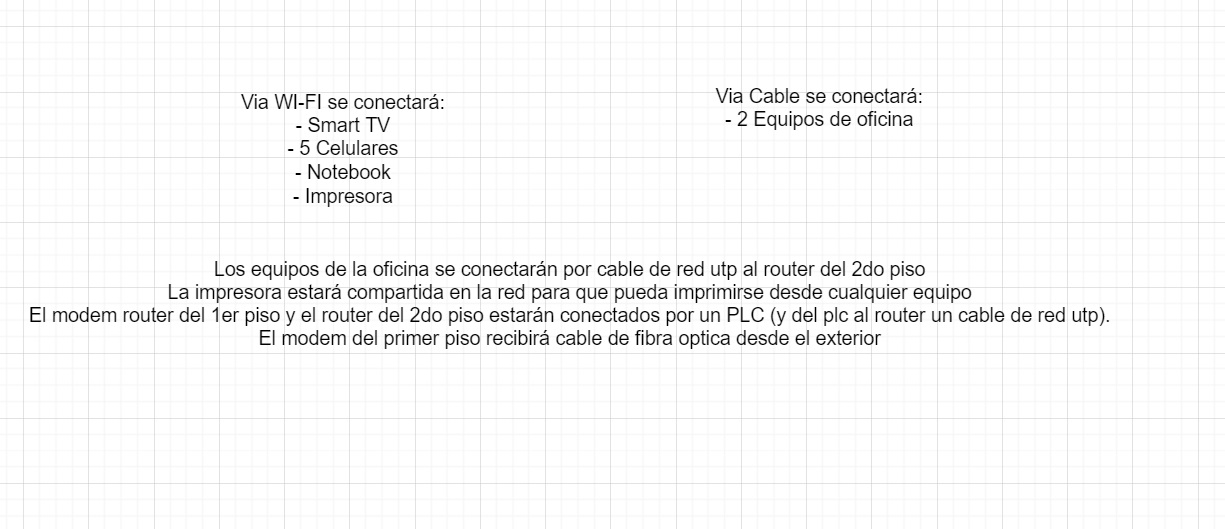 Via WI-FI se conectará:
- Smart TV
- 5 Celulares
- Notebook
- Impresora
Via Cable se conectará:
- 2 Equipos de oficina
Los equipos de la oficina se conectarán por cable de red utp al router del 2do piso
La impresora estará compartida en la red para que pueda imprimirse desde cualquier equipo
El modem router del 1er piso y el router del 2do piso estarán conectados por un PLC (y del plc al router un cable de red utp).
El modem del primer piso recibirá cable de fibra optica desde el exterior